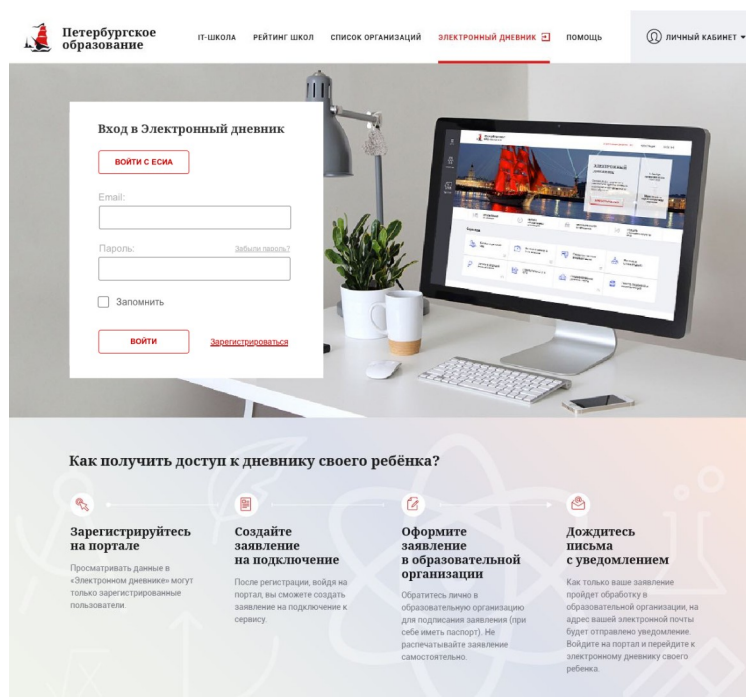 Петербургское
образование
IT-ШКОЛА РЕЙТИНГ ШКОЛ СПИСОК ОРГАНИЗАЦИЙ ЭЛЕКТРОННЫЙ ДНЕВНИК ПОМОЩЬ ЛИЧНЫЙ КАБИНЕТ
Вход в Электронный дневник
ВОЙТИ С ЕСИА
Email:
Пароль: Забыли пароль?
Запомнить
ВОЙТИ Зарегистрироваться
Как получить доступ к дневнику своего ребёнка?
Зарегистрируйтесь
на портале
Просматривать данные в
«Электронном дневнике» могут
только зарегистрированные
пользователи.
Создайте
заявление
на подключение
После регистрации, войдя на
портал, вы сможете создать
заявление на подключение к
сервису.
Оформите
заявление
в образовательной
организации
Обратитесь лично в
образовательную организацию
для подписания заявления (при
себе иметь паспорт). Не
распечатывайте заявление
самостоятельно.
Дождитесь
письма
с уведомлением
Как только ваше заявление
пройдет обработку в
образовательной организации, на
адрес вашей электронной почты
будет отправлено уведомление.
Войдите на портал и перейдите к
электронному дневнику своего
ребенка.